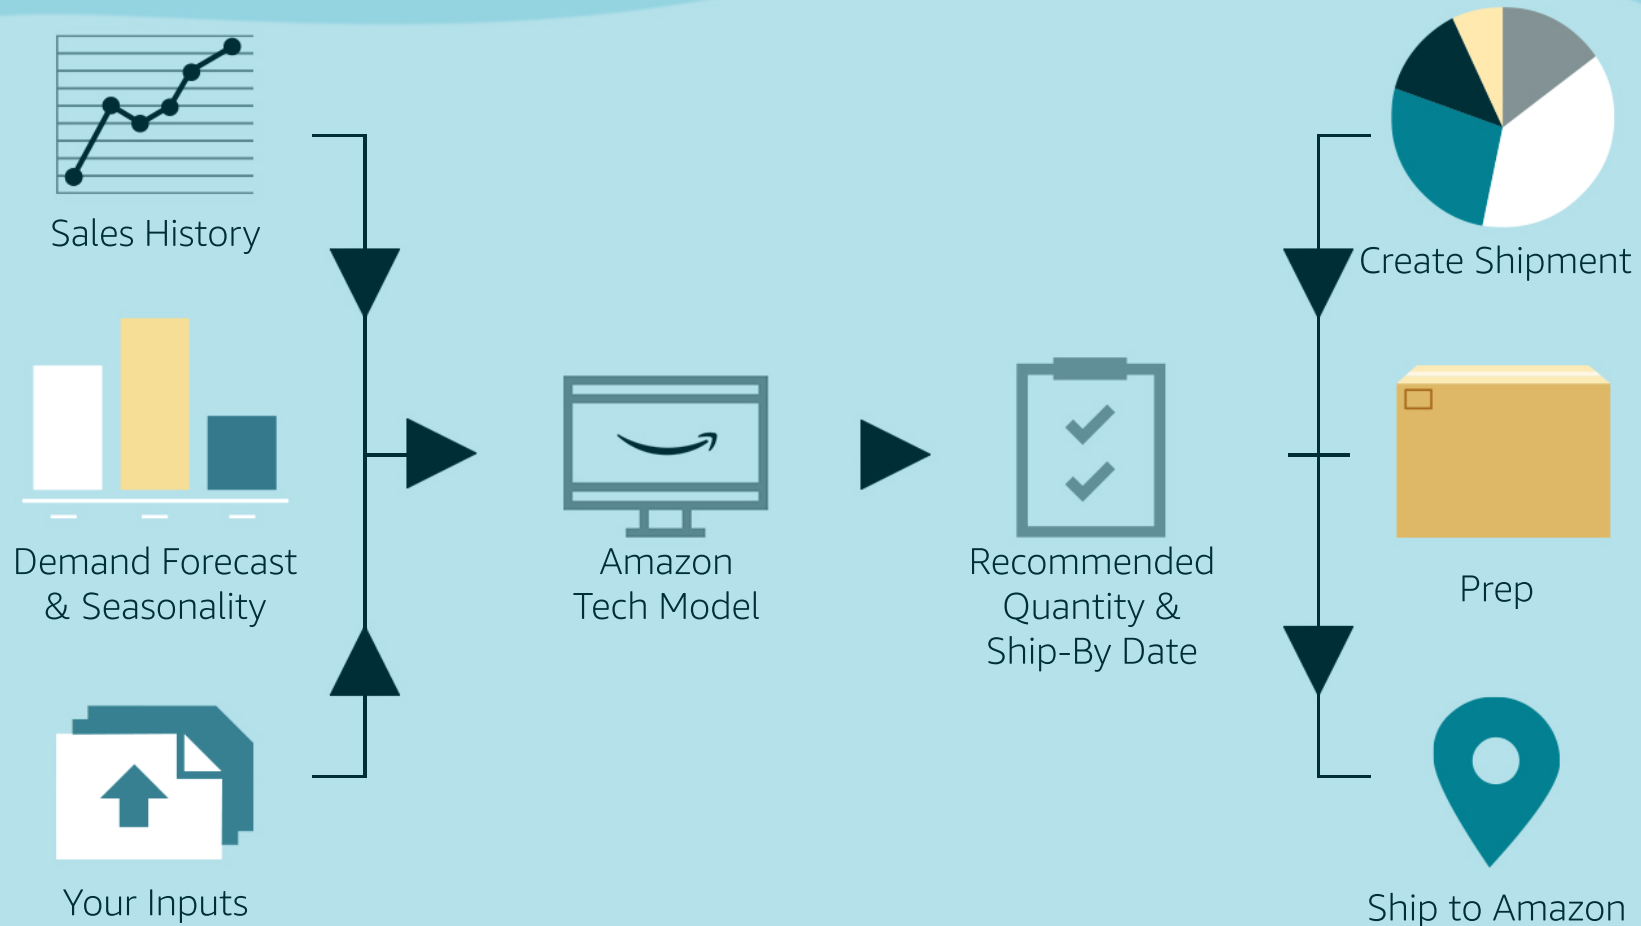 Sales History
Demand Forecast
& Seasonality
Your Inputs
Amazon
Tech Model
Recommended
Quantity &
Ship-By Date
Create Shipment
Prep
Ship to Amazon